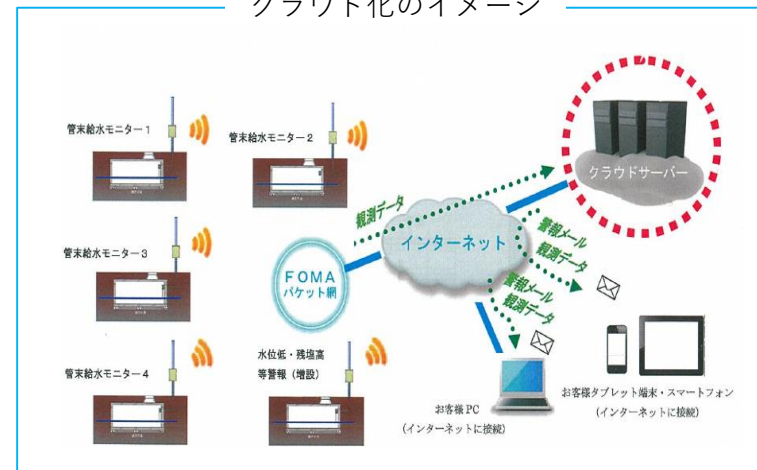 クラウド化のイメージ
管末給水モニター1
管末給水モニター2
クラウドサーバー
管末給水モニター3
観測データ
インターネット
警報メール
観測データ
FOMA
パケット網
警報メール
観測データ
管末給水モニター4
水位低・残塩高
等警報（増設）
お客様PC
（インターネットに接続）
お客様タブレット端末・スマートフォン
（インターネットに接続）